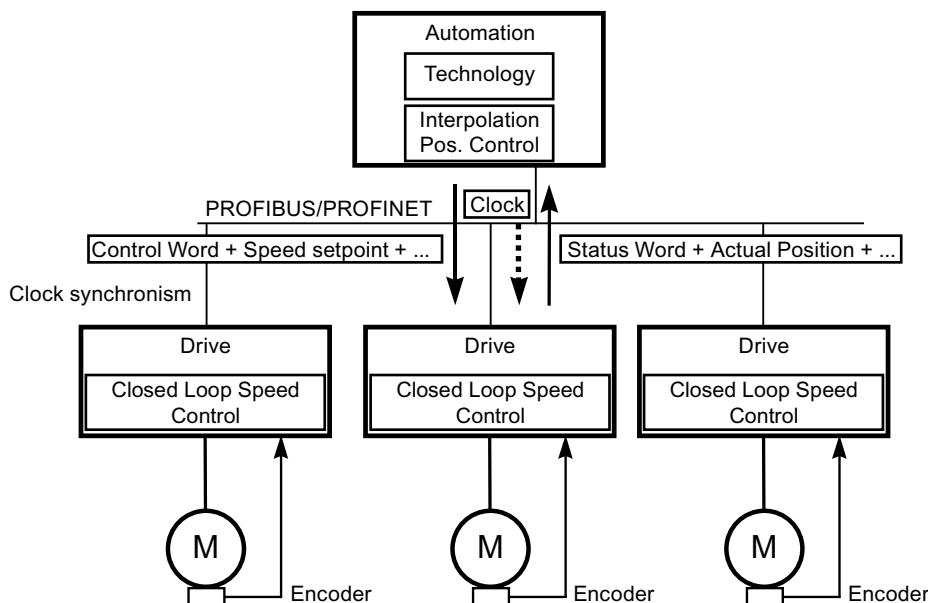 Automation
Technology
Interpolation
Pos. Control
PROFIBUS/PROFINET
Clock
Control Word + Speed setpoint + ...
Status Word + Actual Position + ...
Clock synchronism
Drive
Closed Loop Speed
Control
Drive
Closed Loop Speed
Control
Drive
Closed Loop Speed
Control
M
M
M
Encoder
Encoder
Encoder